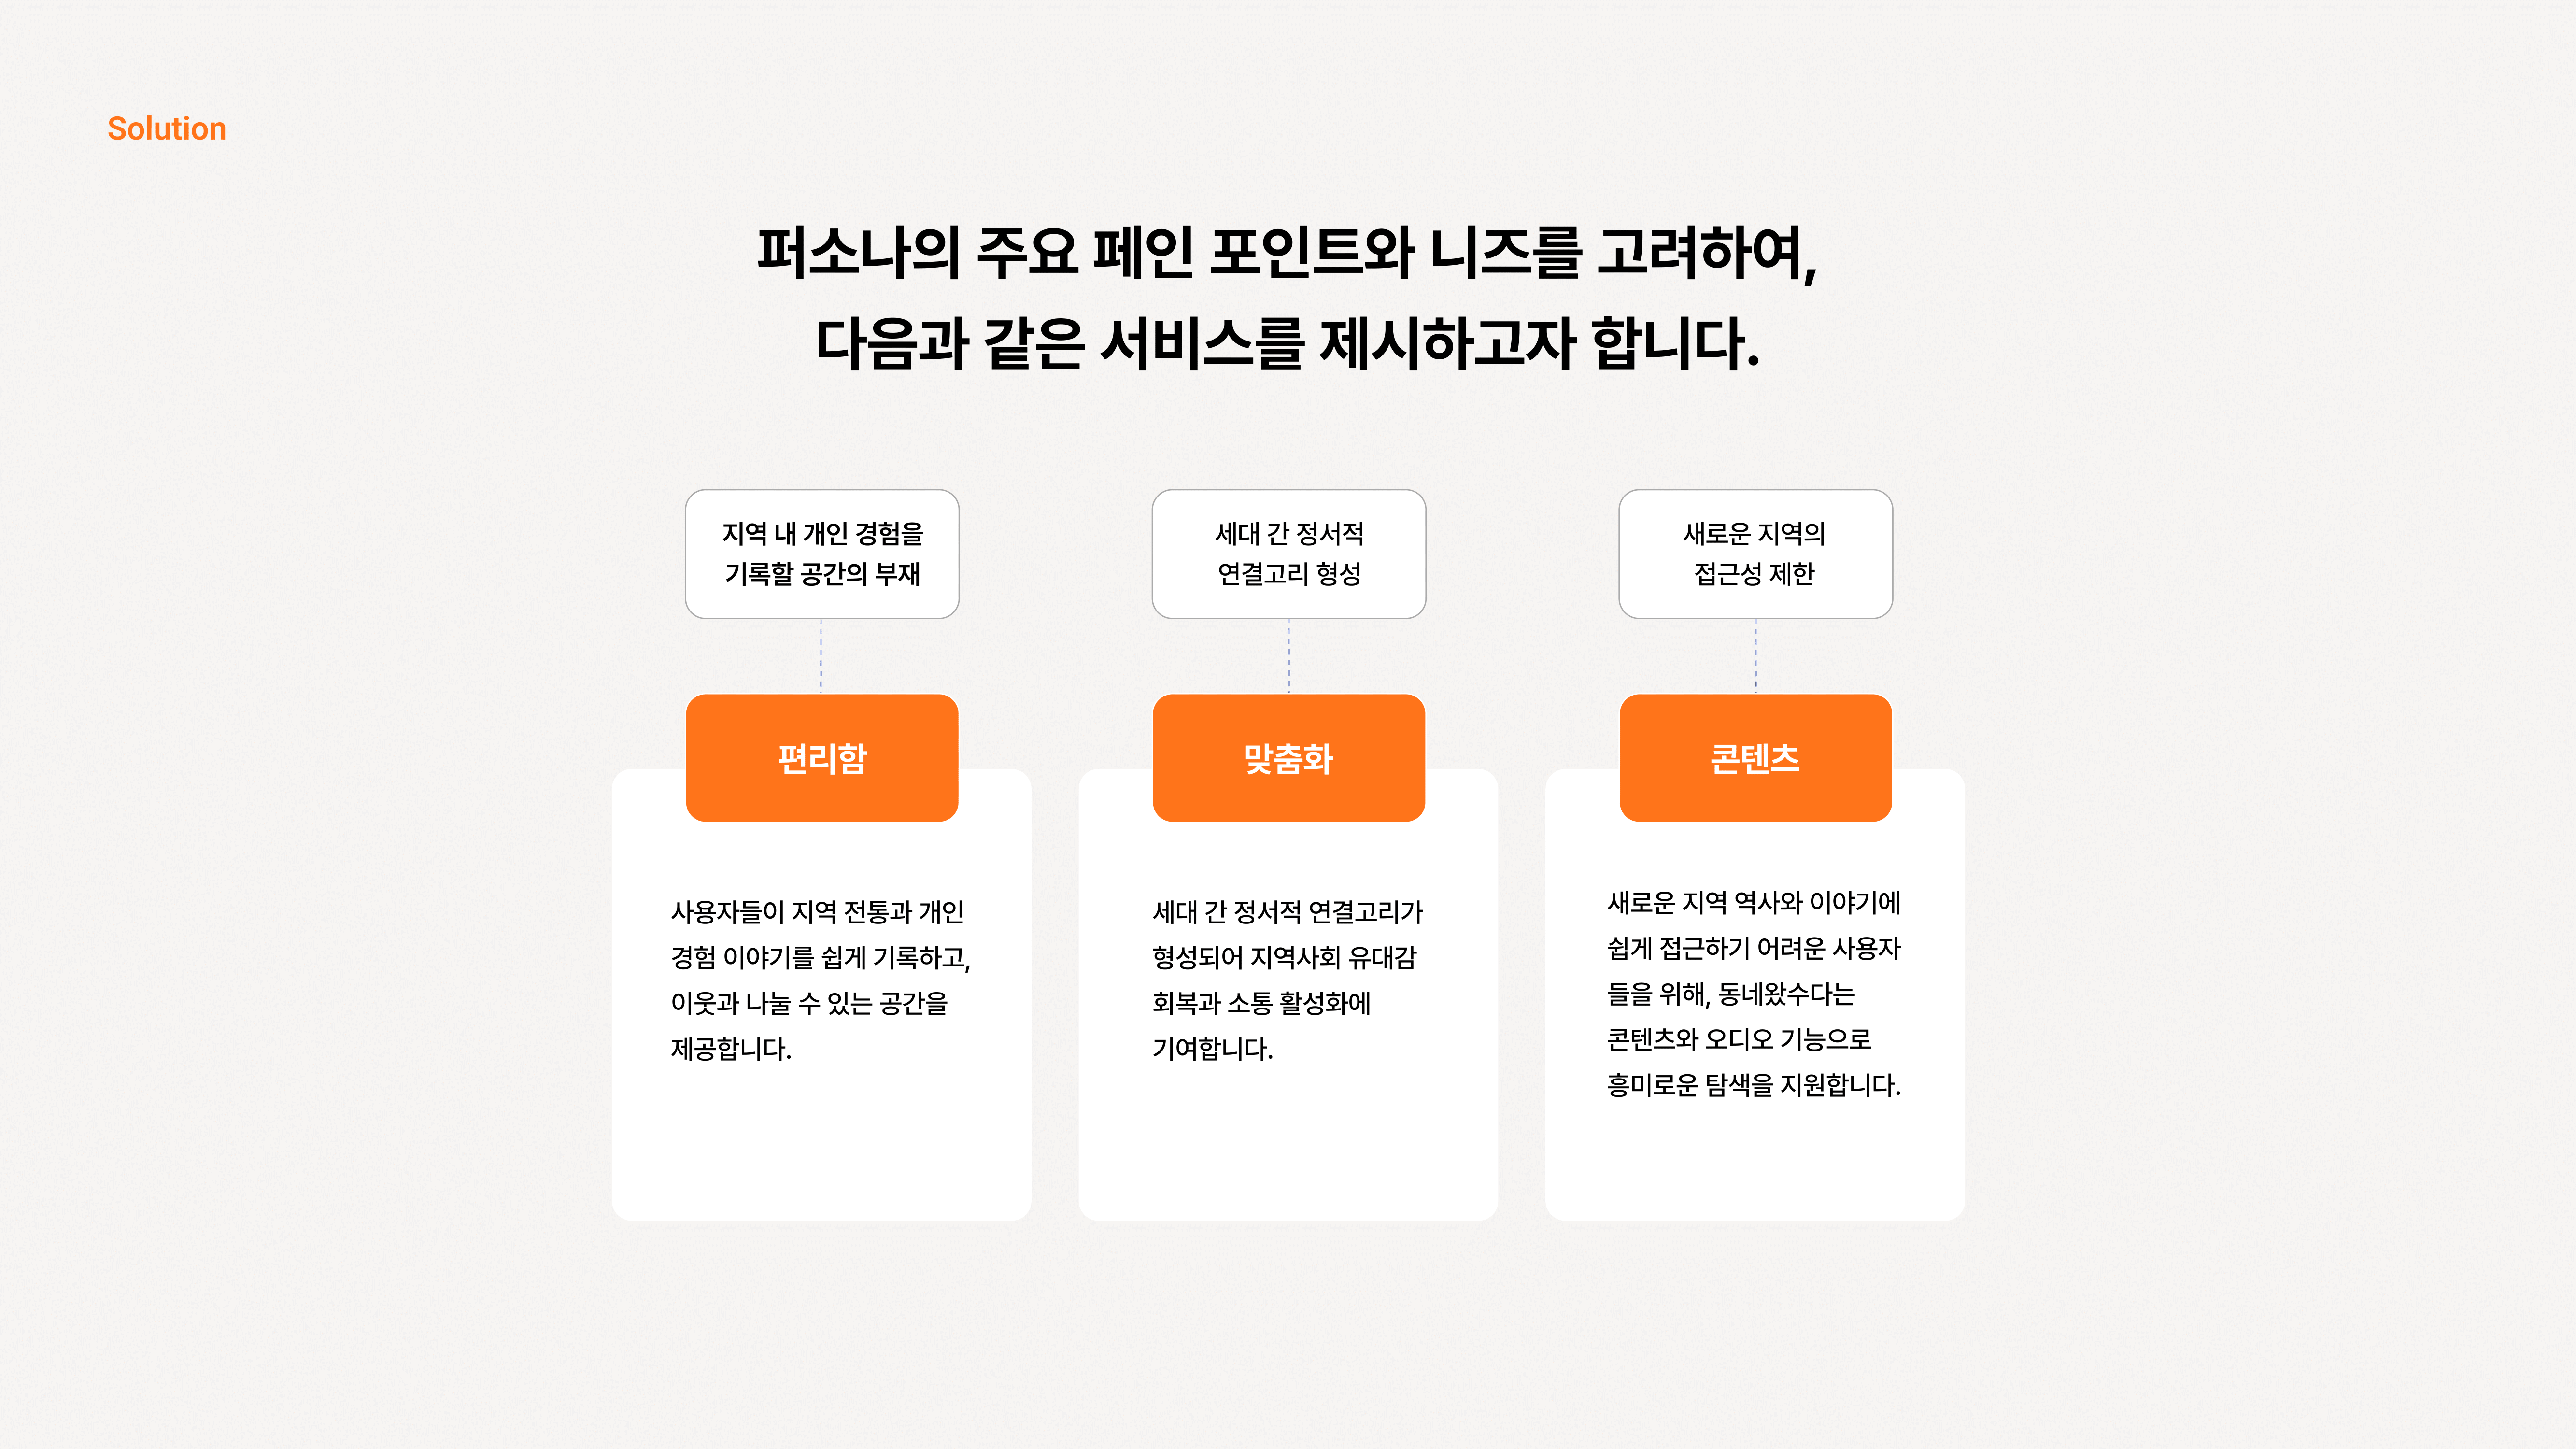 Solution
퍼소나의 주요 페인 포인트와 니즈를 고려하여,
다음과 같은 서비스를 제시하고자 합니다.
지역 내 개인 경험을
기록할 공간의 부재
편리함
사용자들이 지역 전통과 개인
경험 이야기를 쉽게 기록하고,
이웃과 나눌 수 있는 공간을
제공합니다.
세대 간 정서적
연결고리 형성
맞춤화
세대 간 정서적 연결고리가
형성되어 지역사회 유대감
회복과 소통 활성화에
기여합니다.
새로운 지역의
접근성 제한
콘텐츠
새로운 지역 역사와 이야기에
쉽게 접근하기 어려운 사용자
들을 위해, 동네왔수다는
콘텐츠와 오디오 기능으로
흥미로운 탐색을 지원합니다.